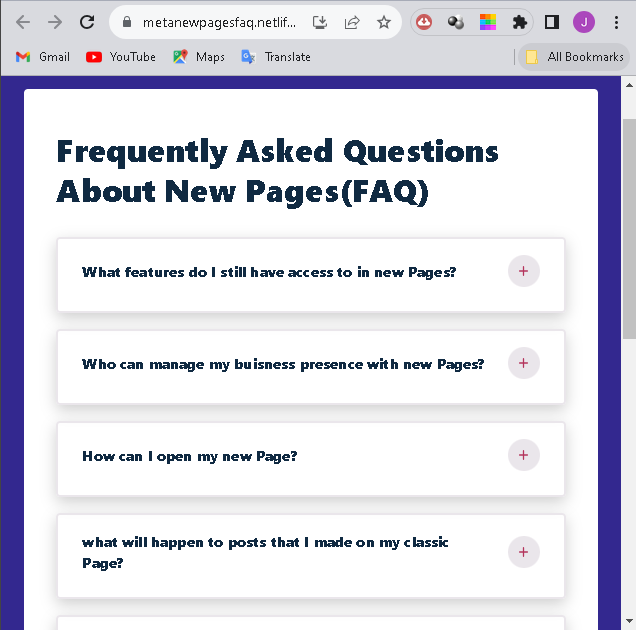 metanewpagesfaq.netlif...
J
Gmail
YouTube
Maps
Translate
All Bookmarks
Frequently Asked Questions
About New Pages(FAQ)
What features do I still have access to in new Pages?
+
Who can manage my buisness presence with new Pages?
+
How can I open my new Page?
+
what will happen to posts that I made on my classic
Page?
+